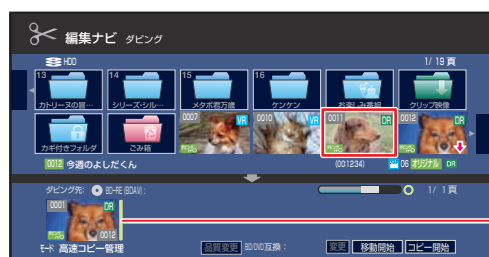 編集ナビ ダビング
HDD 1/ 19 頁
13 14 15 16
カトリーヌの冒… シリーズ・シル… メタボ君万歳 ケンケン お楽しみ番組 クリップ映像
カギ付きフォルダ ごみ箱 0007 VR 0010 VR 0011 DR 0012 DR
0012 今週のよしだくん (001234) 06 オリジナル DR
ダビング先: BD-RE (BDAV): 1/ 1 頁
0001 DR
0012
モード 高速コピー管理 品質変更 BD/DVD互換: 変更 移動開始 コピー開始